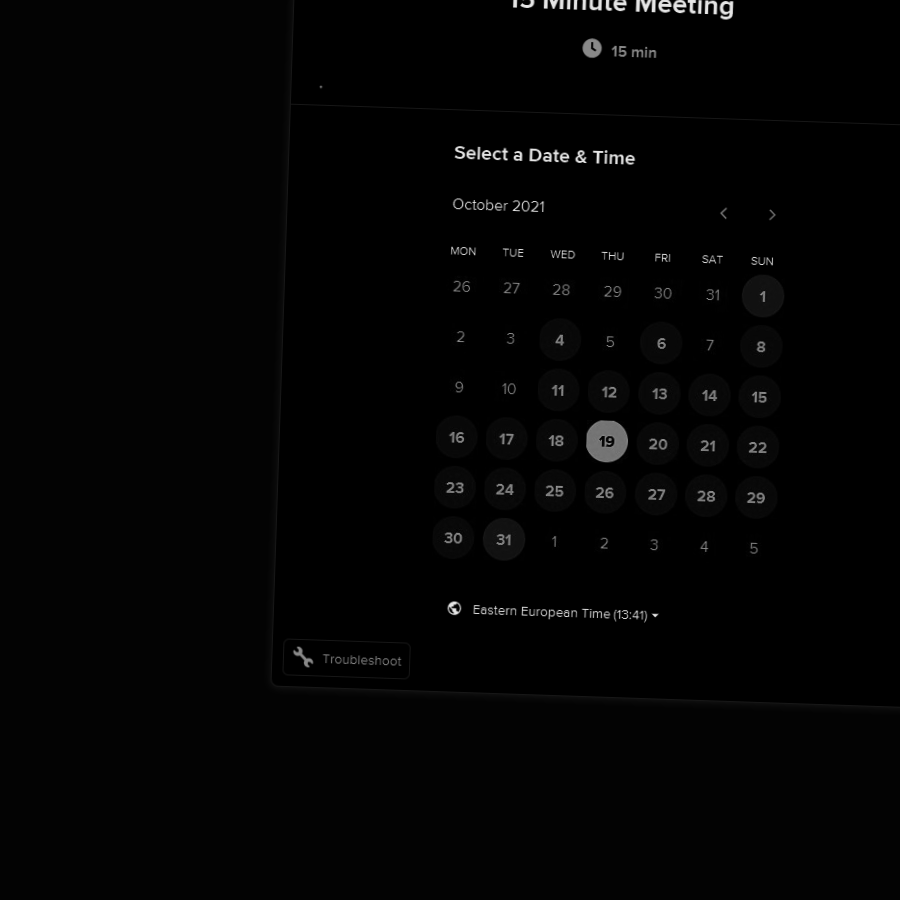 15 Minute Meeting
15 min
Select a Date & Time
October 2021
MON TUE WED THU FRI SAT SUN
26 27 28 29 30 31 1
2 3 4 5 6 7 8
9 10 11 12 13 14 15
16 17 18 19 20 21 22
23 24 25 26 27 28 29
30 31 1 2 3 4 5
Eastern European Time (13:41)
Troubleshoot